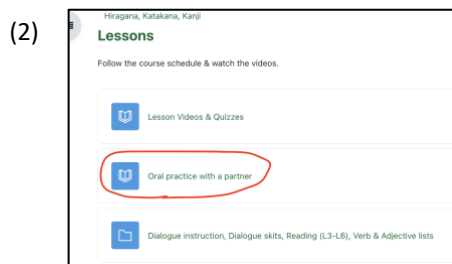 (2)
Hiragana, Katakana, Kanji
Lessons
Follow the course schedule & watch the videos.
Lesson Videos & Quizzes
Oral practice with a partner
Dialogue instruction, Dialogue skits, Reading (L3-L6), Verb & Adjective lists